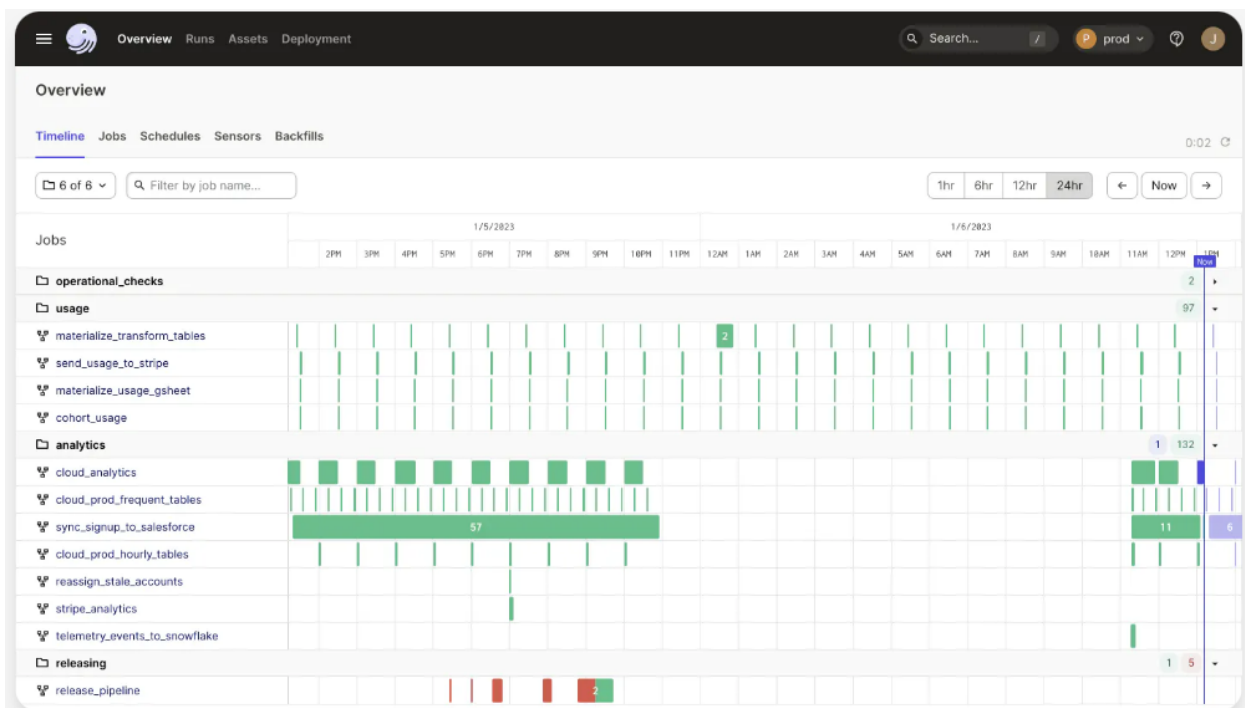 Overview Runs Assets Deployment Search... / P prod J
Overview
Timeline Jobs Schedules Sensors Backfills
0:02
6 of 6 Filter by job name... 1hr 6hr 12hr 24hr ← Now →
Jobs
1/5/2023 1/6/2023
2PM 3PM 4PM 5PM 6PM 7PM 8PM 9PM 10PM 11PM 12AM 1AM 2AM 3AM 4AM 5AM 6AM 7AM 8AM 9AM 10AM 11AM 12PM 1PM
Now
operational_checks 2
usage 97
materialize_transform_tables 2
send_usage_to_stripe
materialize_usage_gsheet
cohort_usage
analytics 1 132
cloud_analytics
cloud_prod_frequent_tables
sync_signup_to_salesforce 57 11 6
cloud_prod_hourly_tables
reassign_stale_accounts
stripe_analytics
telemetry_events_to_snowflake
releasing 1 5
release_pipeline 2